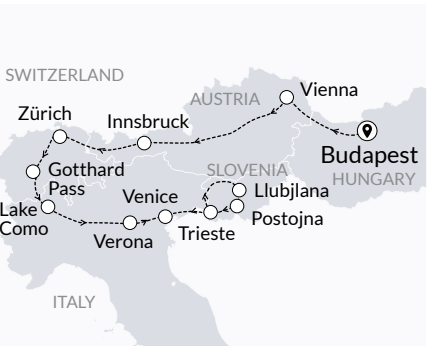 SWITZERLAND
Vienna
AUSTRIA
Zürich
Innsbruck
Budapest
Gotthard
Pass
SLOVENIA
HUNGARY
Llubjlana
Venice
Lake
Como
Postojna
Trieste
Verona
ITALY